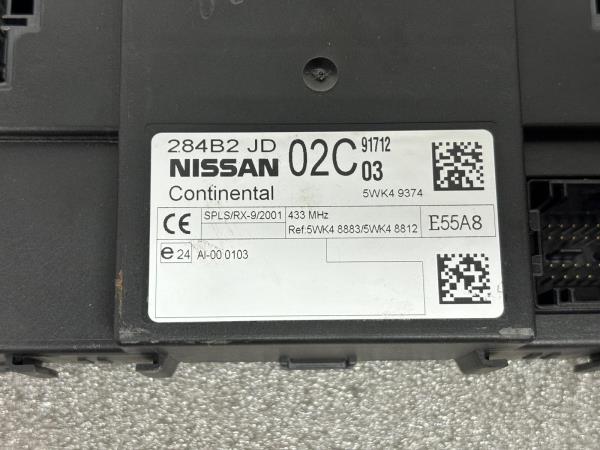 284B2 JD 02C 91712
NISSAN 03
Continental 5WK4 9374
CE SPLS/RX-9/2001 433 MHz
Ref:5WK4 8883/5WK4 8812 E55A8
e 24 AI-00 0103